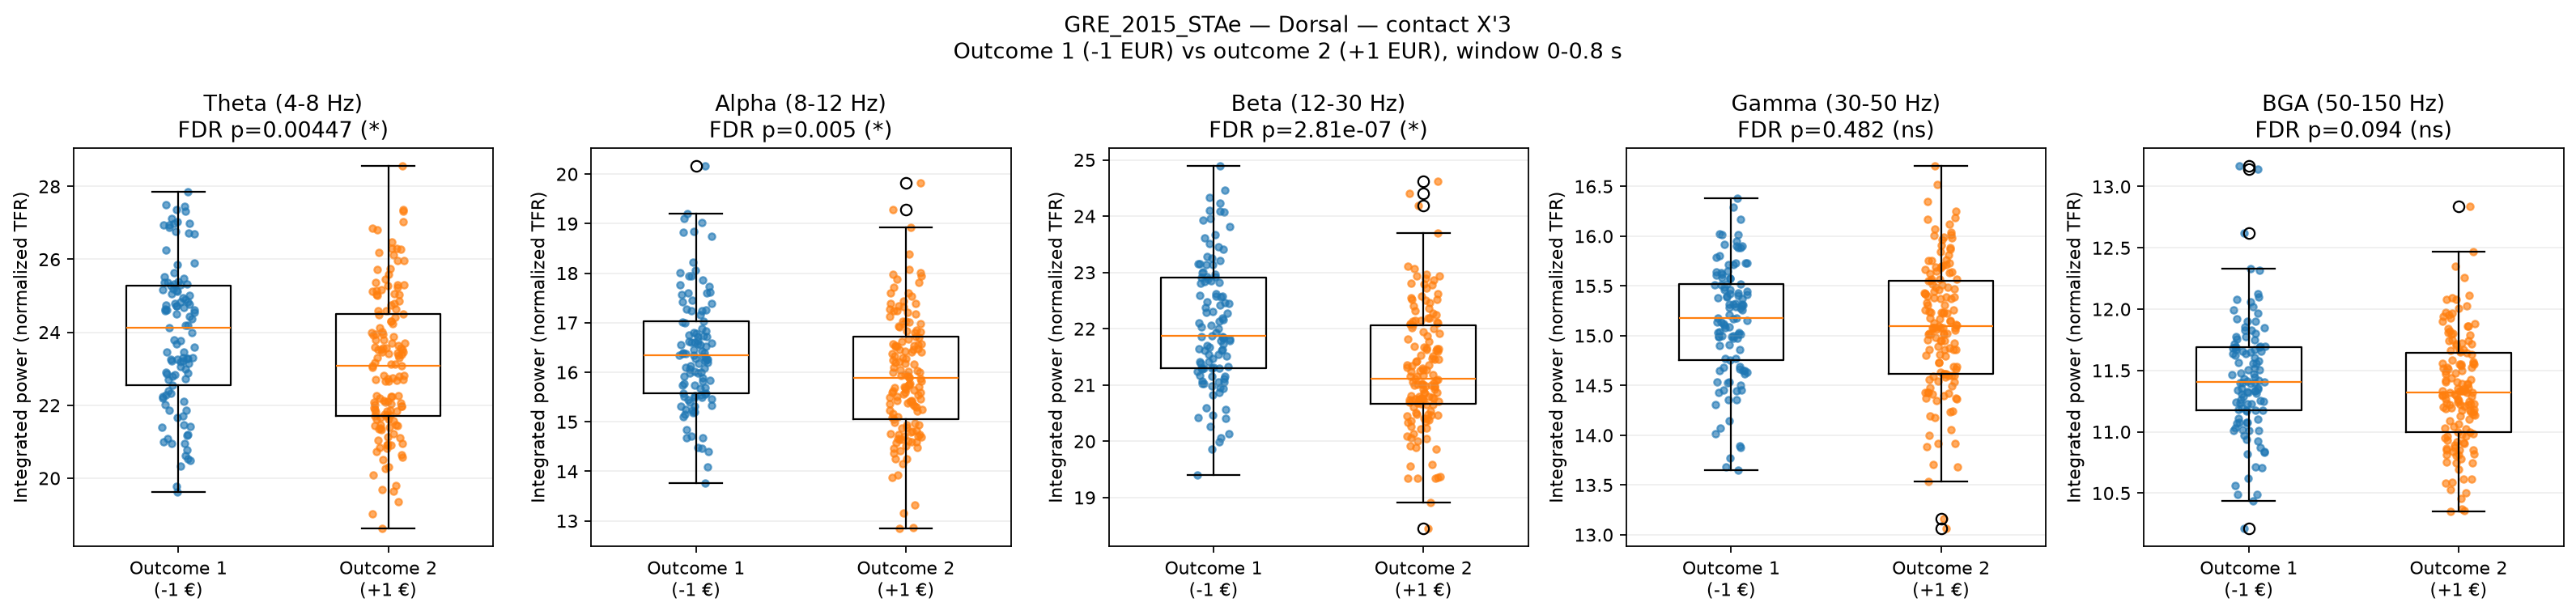 GRE_2015_STAe — Dorsal — contact X'3
Outcome 1 (-1 EUR) vs outcome 2 (+1 EUR), window 0-0.8 s
Theta (4-8 Hz)
FDR p=0.00447 (*)
Integrated power (normalized TFR)
28
26
24
22
20
Outcome 1
(-1 €)
Outcome 2
(+1 €)
Alpha (8-12 Hz)
FDR p=0.005 (*)
Integrated power (normalized TFR)
20
19
18
17
16
15
14
13
Outcome 1
(-1 €)
Outcome 2
(+1 €)
Beta (12-30 Hz)
FDR p=2.81e-07 (*)
Integrated power (normalized TFR)
25
24
23
22
21
20
19
Outcome 1
(-1 €)
Outcome 2
(+1 €)
Gamma (30-50 Hz)
FDR p=0.482 (ns)
Integrated power (normalized TFR)
16.5
16.0
15.5
15.0
14.5
14.0
13.5
13.0
Outcome 1
(-1 €)
Outcome 2
(+1 €)
BGA (50-150 Hz)
FDR p=0.094 (ns)
Integrated power (normalized TFR)
13.0
12.5
12.0
11.5
11.0
10.5
Outcome 1
(-1 €)
Outcome 2
(+1 €)